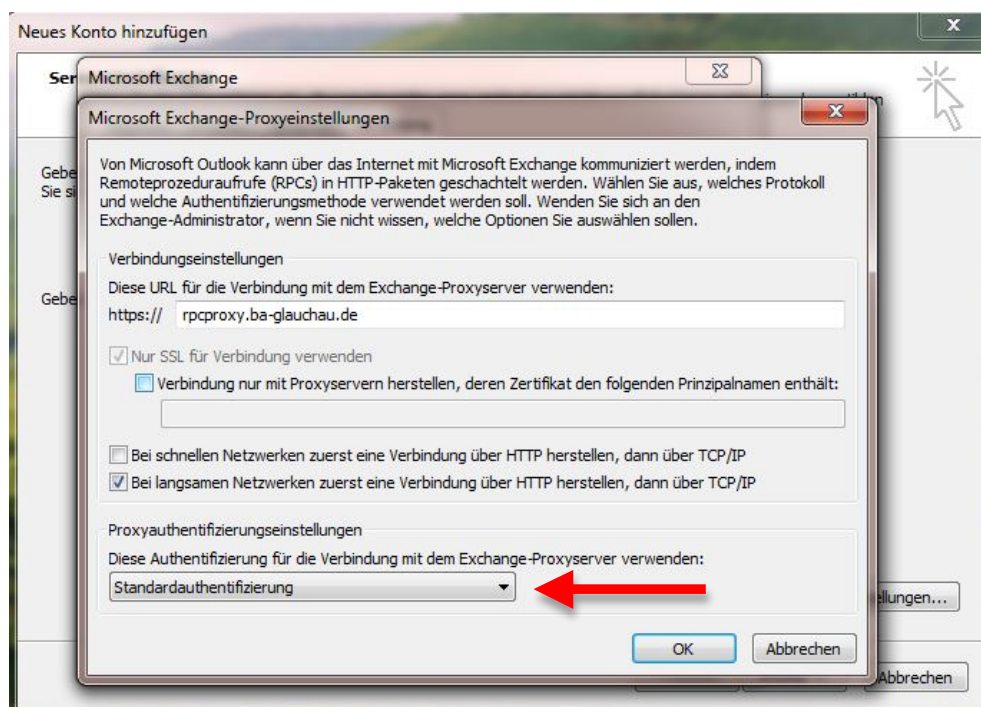 Neues Konto hinzufügen
Ser
Microsoft Exchange
Microsoft Exchange-Proxyeinstellungen
Gebe
Sie si
Von Microsoft Outlook kann über das Internet mit Microsoft Exchange kommuniziert werden, indem
Remoteprozeduraufrufe (RPCs) in HTTP-Paketen geschachtelt werden. Wählen Sie aus, welches Protokoll
und welche Authentifizierungsmethode verwendet werden soll. Wenden Sie sich an den
Exchange-Administrator, wenn Sie nicht wissen, welche Optionen Sie auswählen sollen.
Verbindungseinstellungen
Diese URL für die Verbindung mit dem Exchange-Proxyserver verwenden:
Gebe
https:// rpcproxy.ba-glauchau.de
Nur SSL für Verbindung verwenden
Verbindung nur mit Proxyservern herstellen, deren Zertifikat den folgenden Prinzipalnamen enthält:
Bei schnellen Netzwerken zuerst eine Verbindung über HTTP herstellen, dann über TCP/IP
Bei langsamen Netzwerken zuerst eine Verbindung über HTTP herstellen, dann über TCP/IP
Proxyauthentifizierungseinstellungen
Diese Authentifizierung für die Verbindung mit dem Exchange-Proxyserver verwenden:
Standardauthentifizierung
ellungen...
OK Abbrechen
Abbrechen